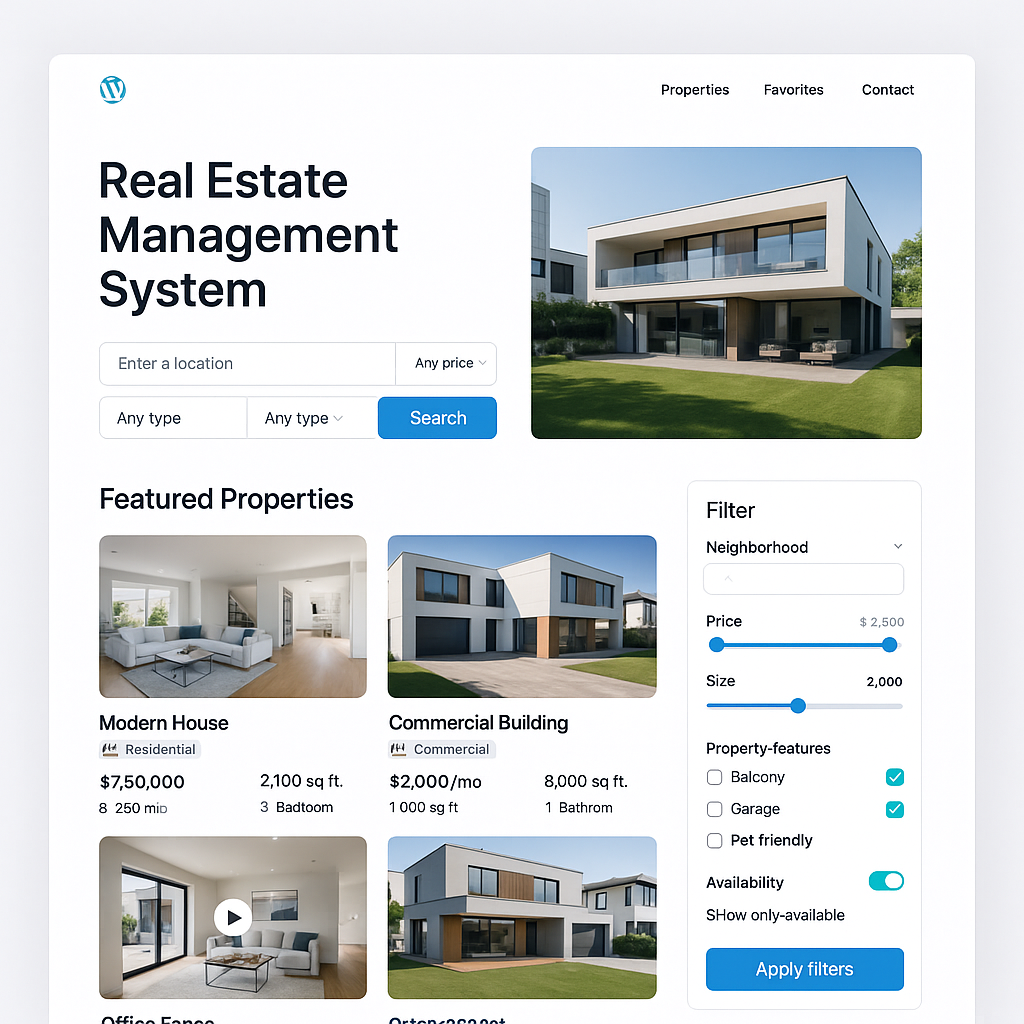 Properties Favorites Contact
Real Estate
Management
System
Enter a location Any price
Any type Any type Search
Featured Properties
Modern House
Residential
$7,50,000 2,100 sq ft.
8 250 mio 3 Badtoom
Commercial Building
Commercial
$2,000/mo 8,000 sq ft.
1 000 sg ft 1 Bathrom
Filter
Neighborhood
Price $ 2,500
Size 2,000
Property-features
Balcony
Garage
Pet friendly
Availability
SHow only-available
Apply filters
Office Fance